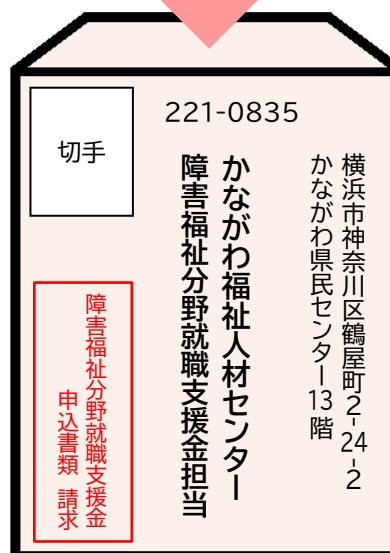 切手
221-0835
横浜市神奈川区鶴屋町2-24-2
かながわ県民センター13階
かながわ福祉人材センター
障害福祉分野就職支援金担当
障害福祉分野就職支援金
申込書類 請求